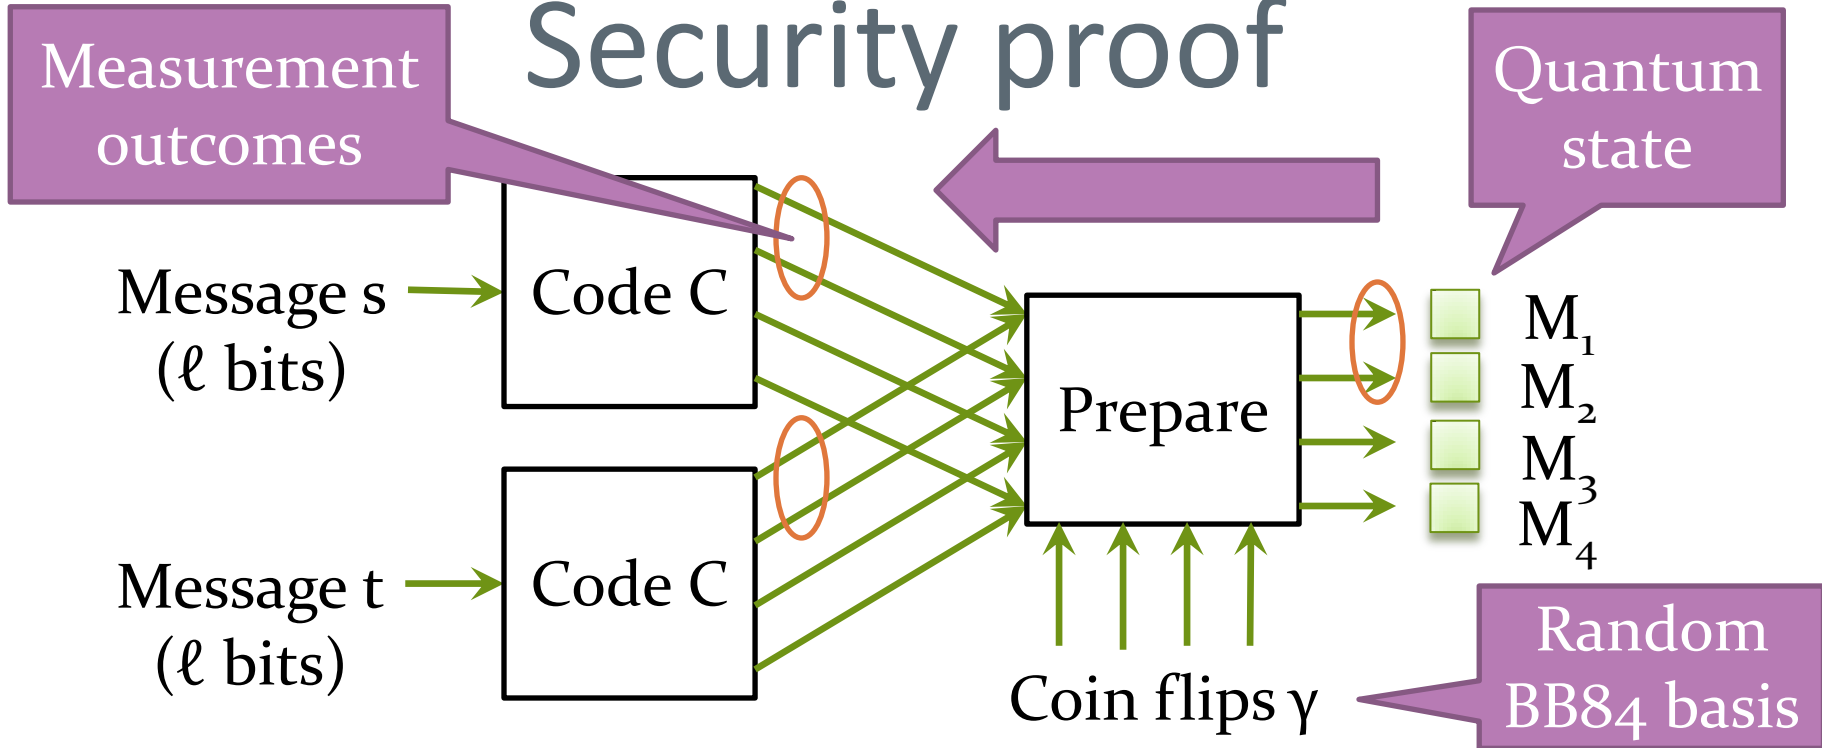 Security proof
Measurement
outcomes
Quantum
state
Message s
(ℓ bits)
Code C
Prepare
M₁
M₂
M₃
M₄
Message t
(ℓ bits)
Code C
Coin flips γ
Random
BB84 basis